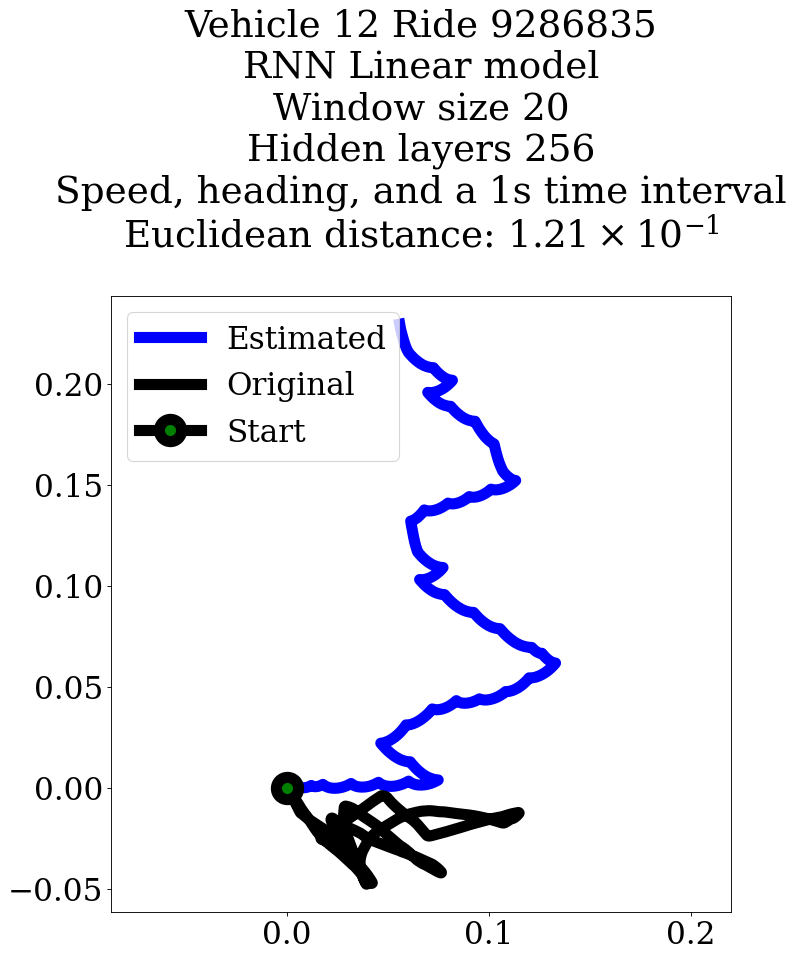 Vehicle 12 Ride 9286835
RNN Linear model
Window size 20
Hidden layers 256
Speed, heading, and a 1s time interval
Euclidean distance: 1.21 × 10⁻¹
Estimated
Original
Start
0.20
0.15
0.10
0.05
0.00
−0.05
0.0
0.1
0.2